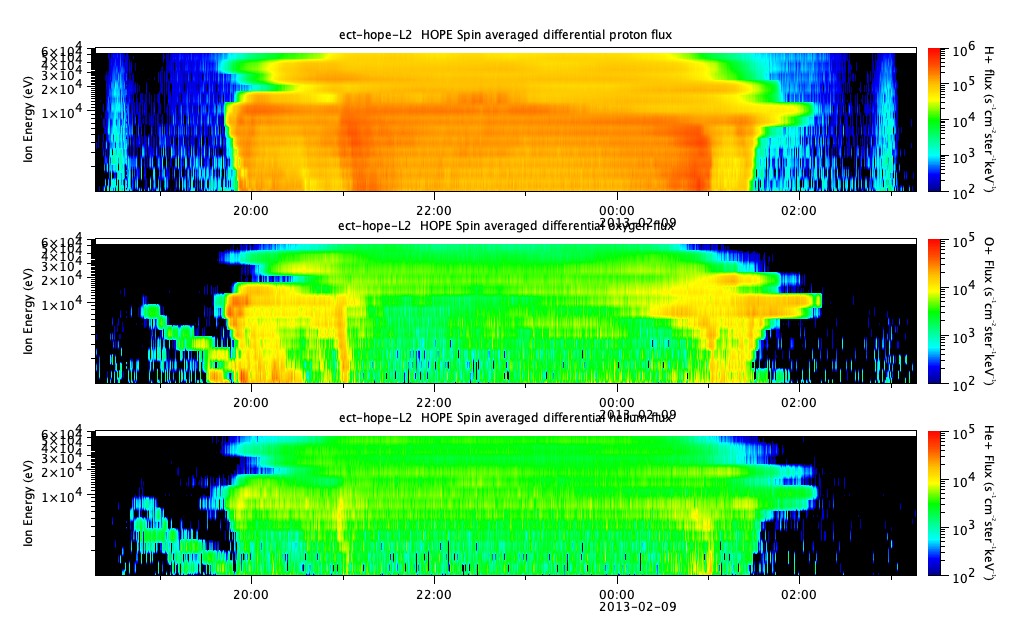 ect-hope-L2 HOPE Spin averaged differential proton flux
6×10⁴
4×10⁴
3×10⁴
2×10⁴
1×10⁴
Ion Energy (eV)
10⁶
10⁵
10⁴
10³
10²
H+ flux (s⁻¹cm⁻²ster⁻¹keV⁻¹)
20:00 22:00 00:00 02:00
2013-02-09
ect-hope-L2 HOPE Spin averaged differential oxygen flux
6×10⁴
4×10⁴
3×10⁴
2×10⁴
1×10⁴
Ion Energy (eV)
10⁵
10⁴
10³
10²
O+ Flux (s⁻¹cm⁻²ster⁻¹keV⁻¹)
20:00 22:00 00:00 02:00
2013-02-09
ect-hope-L2 HOPE Spin averaged differential helium flux
6×10⁴
4×10⁴
3×10⁴
2×10⁴
1×10⁴
Ion Energy (eV)
10⁵
10⁴
10³
10²
He+ Flux (s⁻¹cm⁻²ster⁻¹keV⁻¹)
20:00 22:00 00:00 02:00
2013-02-09